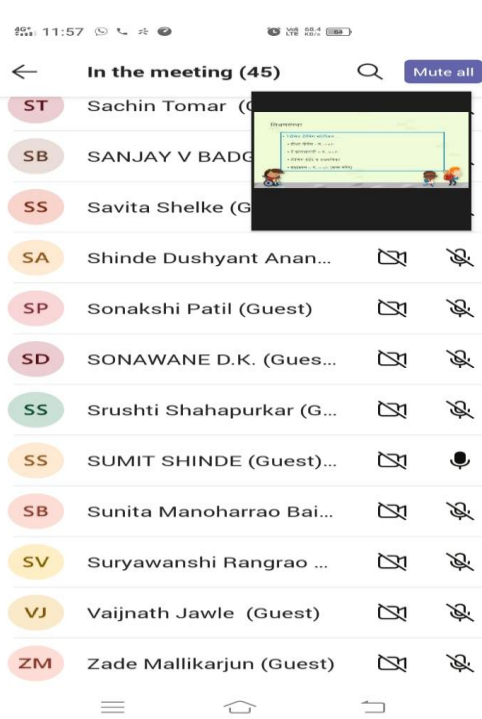 4G+ 11:57
In the meeting (45)
Mute all
ST Sachin Tomar (
SB SANJAY V BADG
SS Savita Shelke (G
SA Shinde Dushyant Anan...
SP Sonakshi Patil (Guest)
SD SONAWANE D.K. (Gues...
SS Srushti Shahapurkar (G...
SS SUMIT SHINDE (Guest)...
SB Sunita Manoharrao Bai...
SV Suryawanshi Rangrao ...
VJ Vaijnath Jawle (Guest)
ZM Zade Mallikarjun (Guest)